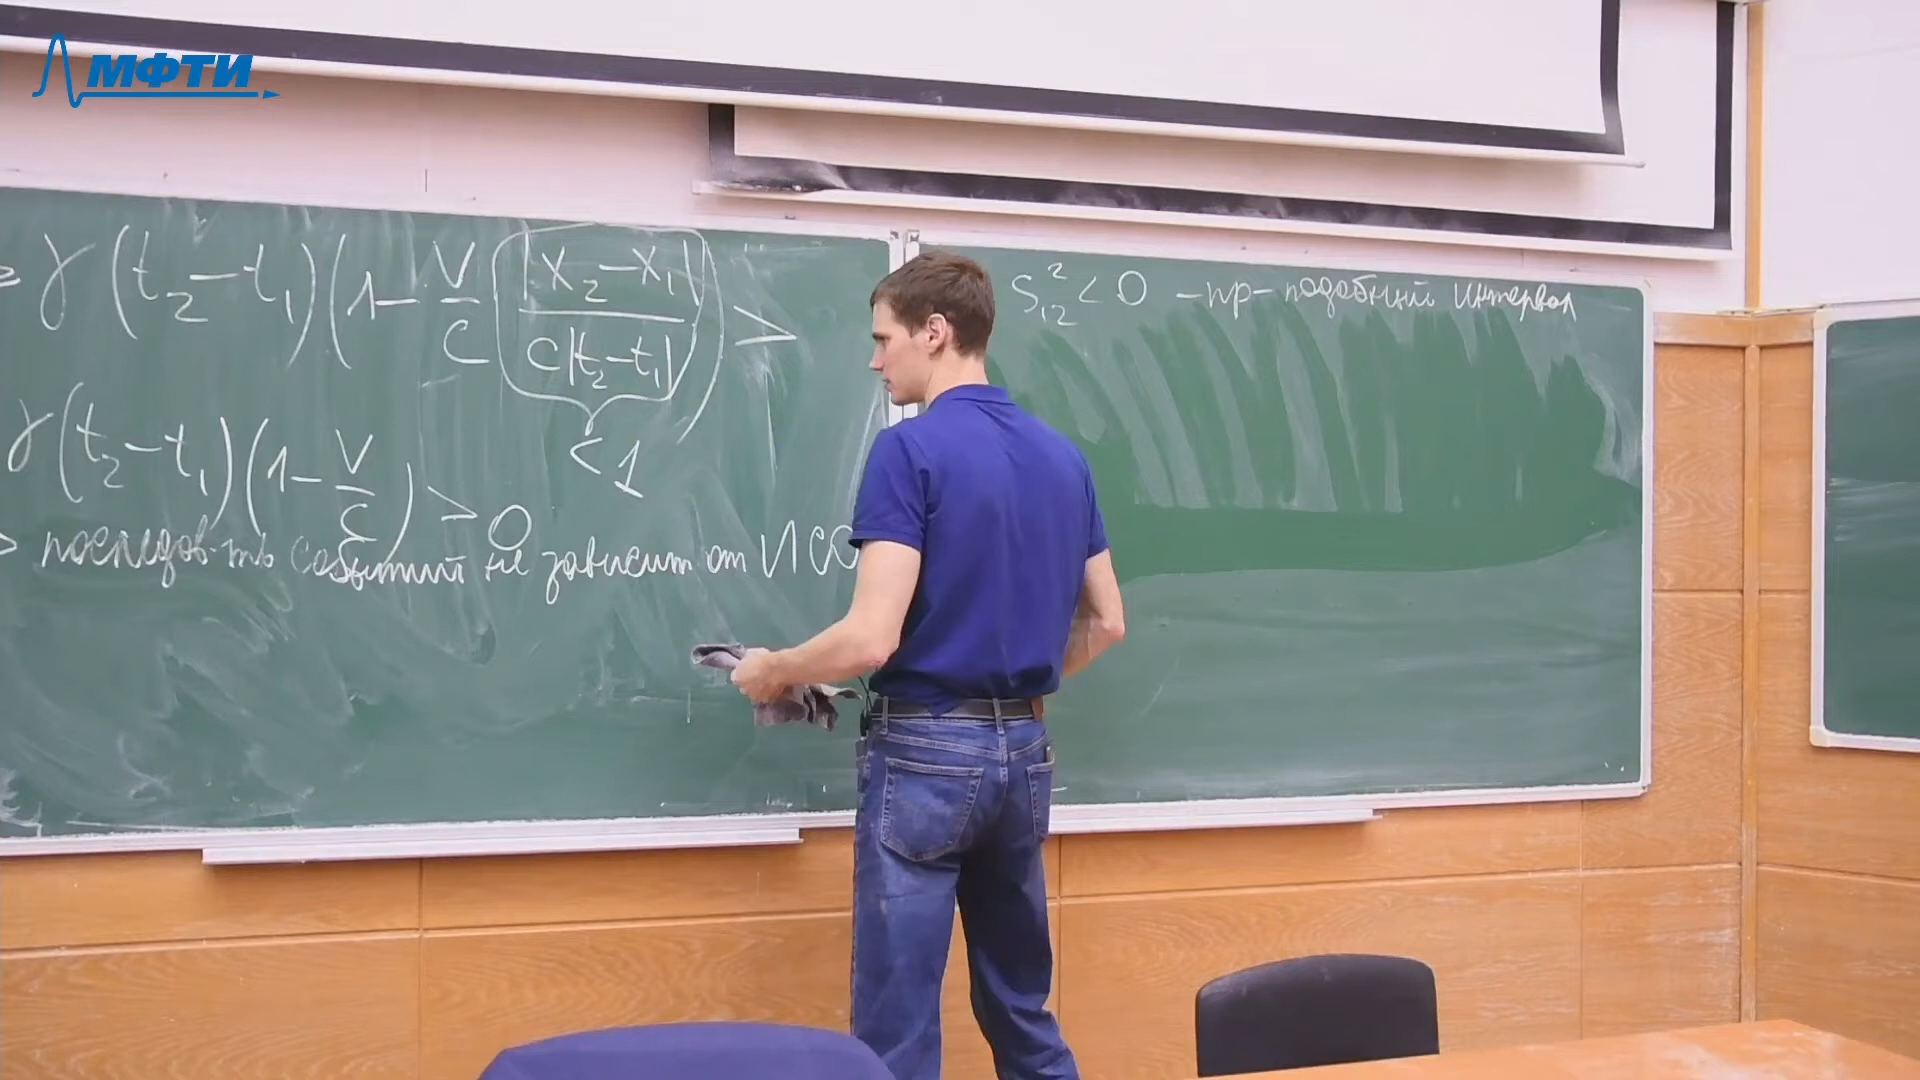 МФТИ
γ(t₂-t₁)(1-V/c |x₂-x₁|/c|t₂-t₁|) >
<1
γ(t₂-t₁)(1-V/c) > 0
> последов-ть событий не зависит от ИСО
S₁₂² < 0 - пр-подобный интервал